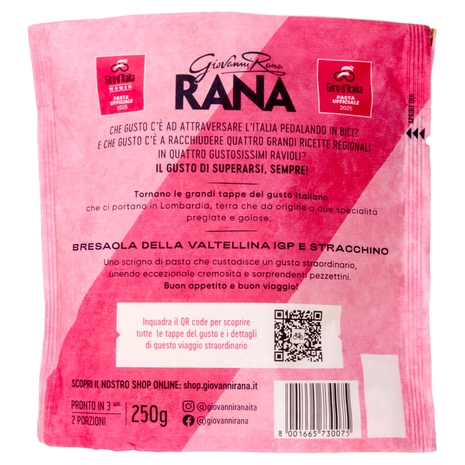 Giro d'Italia
WOMEN
PASTA
UFFICIALE
2025
Giovanni Rana
RANA
Giro d'Italia
PASTA
UFFICIALE
2025
APRIRE QUI
CHE GUSTO C'È AD ATTRAVERSARE L'ITALIA PEDALANDO IN BICI?
E CHE GUSTO C'È A RACCHIUDERE QUATTRO GRANDI RICETTE REGIONALI
IN QUATTRO GUSTOSISSIMI RAVIOLI?
IL GUSTO DI SUPERARSI, SEMPRE!
Tornano le grandi tappe del gusto Italiano
che ci portano in Lombardia, terra che dà origine a due specialità
pregiate e golose.
BRESAOLA DELLA VALTELLINA IGP E STRACCHINO
Uno scrigno di pasta che custodisce un gusto straordinario,
unendo eccezionale cremosità e sorprendenti pezzettini.
Buon appetito e buon viaggio!
Inquadra il QR code per scoprire
tutte le tappe del gusto e i dettagli
di questo viaggio straordinario
SCOPRI IL NOSTRO SHOP ONLINE: shop.giovannirana.it
PRONTO IN 3 MIN.
2 PORZIONI
250g
@giovanniranaita
@giovannirana
8 001665 730075